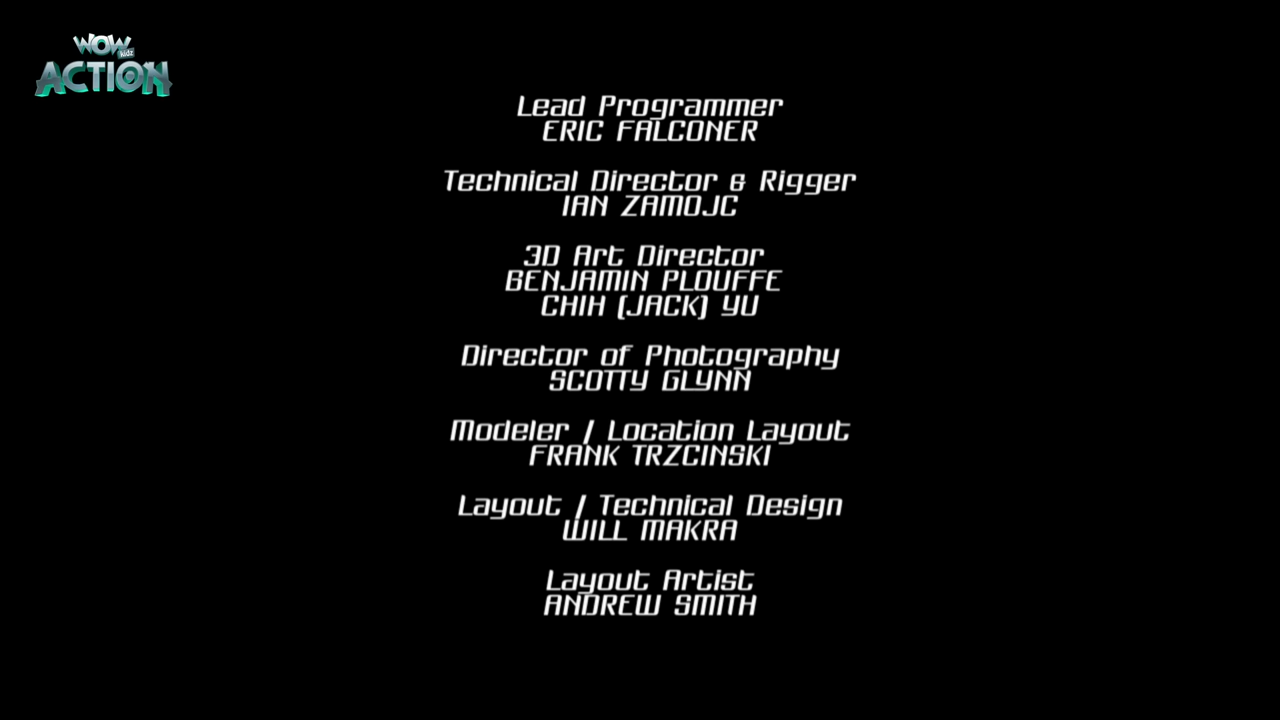 WOW
kidz
ACTION
Lead Programmer
ERIC FALCONER
Technical Director & Rigger
IAN ZAMOJC
3D Art Director
BENJAMIN PLOUFFE
CHIH (JACK) YU
Director of Photography
SCOTTY GLYNN
Modeler / Location Layout
FRANK TRZCINSKI
Layout / Technical Design
WILL MAKRA
Layout Artist
ANDREW SMITH